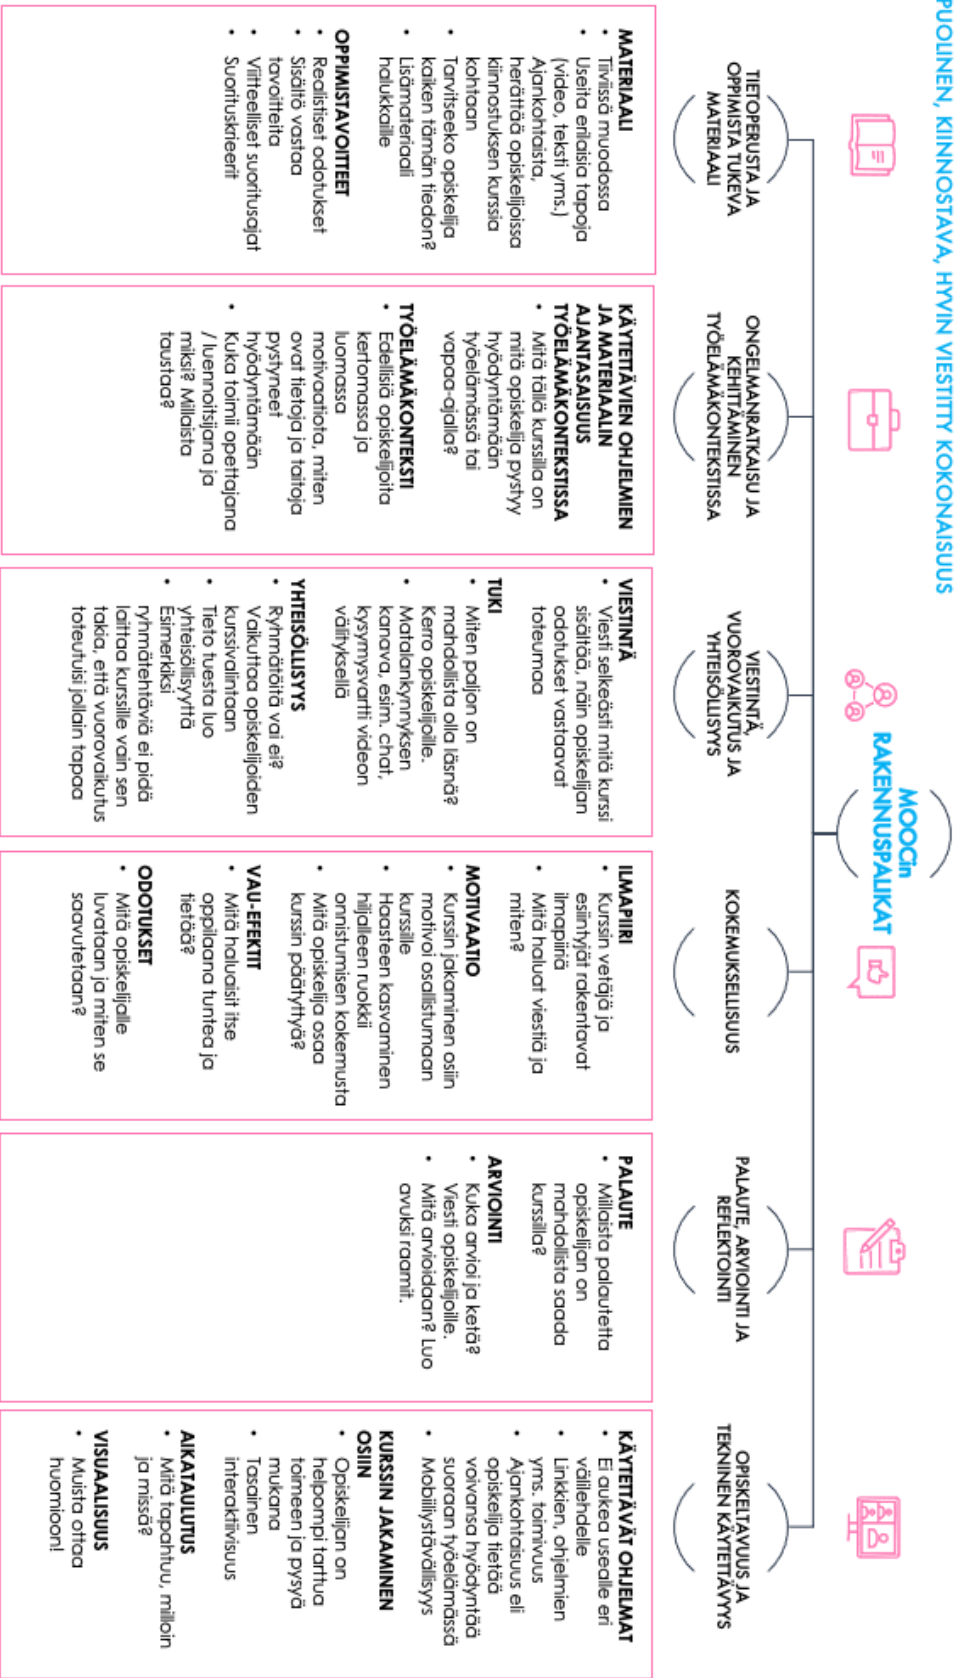 PUOLINEN, KIINNOSTAVA, HYVIN VIESTITTY KOKONAISUUS
MOOCin
RAKENNUSPALIKAT
TIETOPERUSTA JA
OPPIMISTA TUKEVA
MATERIAALI
MATERIAALI
• Tiiviissä muodossa
• Useita erilaisia tapoja
(video, teksti yms.)
Ajankohtaista,
herättää opiskelijoissa
kiinnostuksen kurssia
kohtaan
• Tarvitseeko opiskelija
kaiken tämän tiedon?
• Lisämateriaali
halukkaille
OPPIMISTAVOITTEET
• Realistiset odotukset
• Sisältö vastaa
tavoitteita
• Viitteelliset suoritusajat
• Suorituskrieerit
ONGELMANRATKAISU JA
KEHITTÄMINEN
TYÖELÄMÄKONTEKSTISSA
KÄYTETTÄVIEN OHJELMIEN
JA MATERIAALIN
AJANTASAISUUS
TYÖELÄMÄKONTEKSTISSA
• Mitä tällä kurssilla on
mitä opiskelija pystyy
hyödyntämään
työelämässä tai
vapaa-ajalla?
TYÖELÄMÄKONTEKSTI
• Edellisiä opiskelijoita
kertomassa ja
luomassa
motivaatiota, miten
ovat tietoja ja taitoja
pystyneet
hyödyntämään
• Kuka toimii opettajana
/ luennoitsijana ja
miksi? Millaista
taustaa?
VIESTINTÄ,
VUOROVAIKUTUS JA
YHTEISÖLLISYYS
VIESTINTÄ
• Viesti selkeästi mitä kurssi
sisältää, näin opiskelijan
odotukset vastaavat
toteumaa
TUKI
• Miten paljon on
mahdollista olla läsnä?
Kerro opiskelijoille.
• Matalankynnyksen
kanava, esim. chat,
kysymysvartti videon
välityksellä
YHTEISÖLLISYYS
• Ryhmätöitä vai ei?
Vaikuttaa opiskelijoiden
kurssivalintaan
• Tieto tuesta luo
yhteisöllisyyttä
• Esimerkiksi
ryhmätehtäviä ei pidä
laittaa kurssille vain sen
takia, että vuorovaikutus
toteutuisi jollain tapaa
KOKEMUKSELLISUUS
ILMAPIIRI
• Kurssin vetäjä ja
esiintyjät rakentavat
ilmapiiriä
• Mitä haluat viestiä ja
miten?
MOTIVAATIO
• Kurssin jakaminen osiin
motivoi osallistumaan
kurssille
• Haasteen kasvaminen
hiljalleen ruokkii
onnistumisen kokemusta
• Mitä opiskelija osaa
kurssin päätyttyä?
VAU-EFEKTIT
• Mitä haluaisit itse
oppilaana tuntea ja
tietää?
ODOTUKSET
• Mitä opiskelijalle
luvataan ja miten se
saavutetaan?
PALAUTE, ARVIOINTI JA
REFLEKTOINTI
PALAUTE
• Millaista palautetta
opiskelijan on
mahdollista saada
kurssilla?
ARVIOINTI
• Kuka arvioi ja ketä?
Viesti opiskelijoille.
• Mitä arvioidaan? Luo
avuksi raamit.
OPISKELTAVUUS JA
TEKNINEN KÄYTETTÄVYYS
KÄYTETTÄVÄT OHJELMAT
• Ei aukea usealle eri
välilehdelle
• Linkkien, ohjelmien
yms. toimivuus
• Ajankohtaisuus eli
opiskelija tietää
voivansa hyödyntää
suoraan työelämässä
• Mobiiliystävällisyys
KURSSIN JAKAMINEN
OSIIN
• Opiskelijan on
helpompi tarttua
toimeen ja pysyä
mukana
• Tasainen
interaktiivisuus
AIKATAULUTUS
• Mitä tapahtuu, milloin
ja missä?
VISUAALISUUS
• Muista ottaa
huomioon!